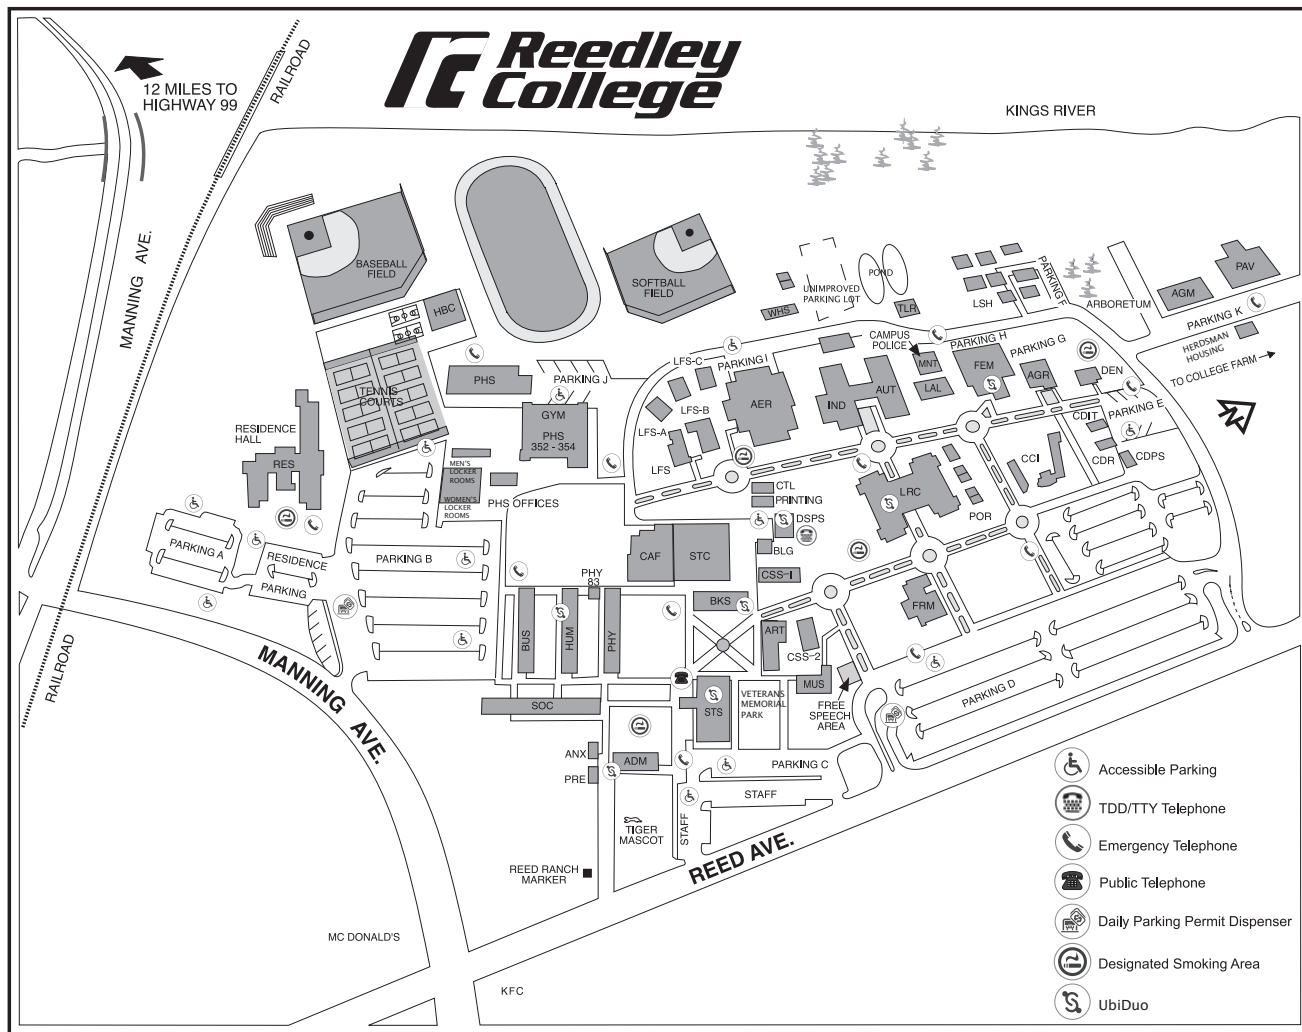 Reedley
College
12 MILES TO
HIGHWAY 99
RAILROAD
KINGS RIVER
MANNING AVE.
BASEBALL
FIELD
SOFTBALL
FIELD
UNIMPROVED
PARKING LOT
POND
PARKING F
PAV
AGM
ARBORETUM
LSH
HBC
WHS
TLR
CAMPUS
POLICE
PARKING H
PARKING G
PARKING K
HERDSMAN
HOUSING
TO COLLEGE FARM
LFS-C
PARKING I
MNT
FEM
DEN
PHS
PARKING J
AUT
LAL
AGR
TENNIS
COURTS
GYM
PHS
352 - 354
LFS-B
AER
IND
CDIT
PARKING E
RESIDENCE
HALL
LFS-A
RES
MEN'S
LOCKER
ROOMS
LFS
CCI
CDR
CDPS
WOMEN'S
LOCKER
ROOMS
PHS OFFICES
CTL
PRINTING
LRC
POR
DSPS
PARKING A
RESIDENCE
PARKING
PARKING B
CAF
STC
BLG
PHY
83
CSS-I
BKS
FRM
BUS
HUM
PHY
ART
CSS-2
RAILROAD
MANNING AVE.
MUS
SOC
STS
VETERANS
MEMORIAL
PARK
FREE
SPEECH
AREA
PARKING D
ANX
ADM
PRE
PARKING C
STAFF
STAFF
TIGER
MASCOT
REED AVE.
REED RANCH
MARKER
MC DONALD'S
KFC
Accessible Parking
TDD/TTY Telephone
Emergency Telephone
Public Telephone
Daily Parking Permit Dispenser
Designated Smoking Area
UbiDuo